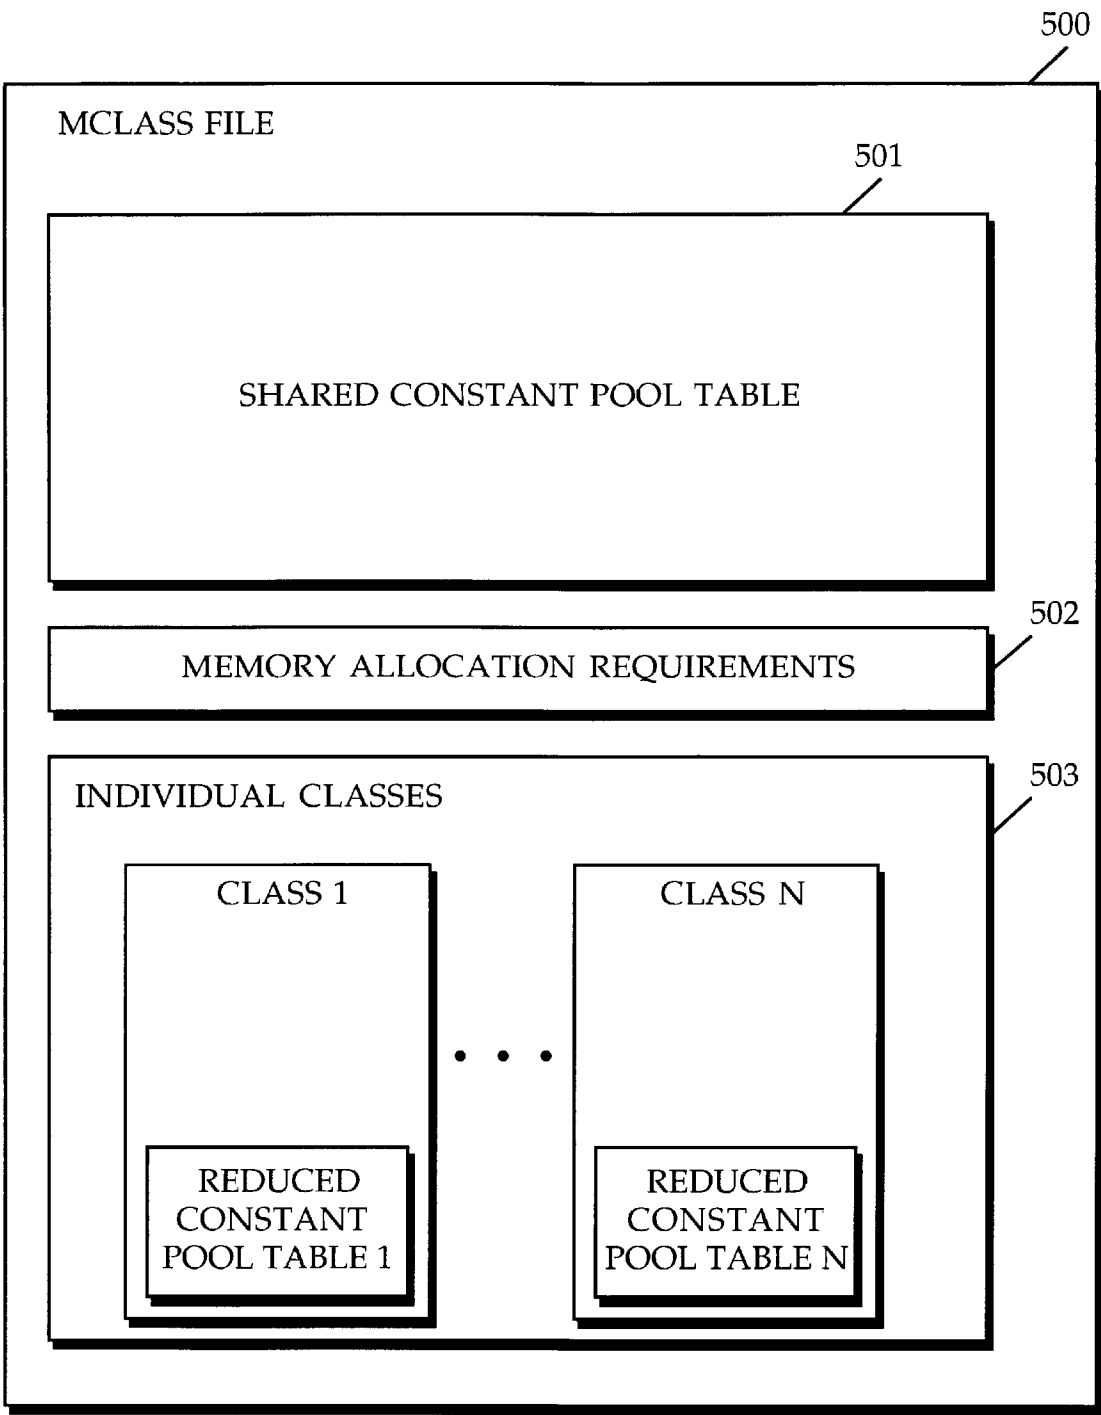 500
MCLASS FILE
501
SHARED CONSTANT POOL TABLE
502
MEMORY ALLOCATION REQUIREMENTS
503
INDIVIDUAL CLASSES
CLASS 1
CLASS N
REDUCED
CONSTANT
POOL TABLE 1
REDUCED
CONSTANT
POOL TABLE N